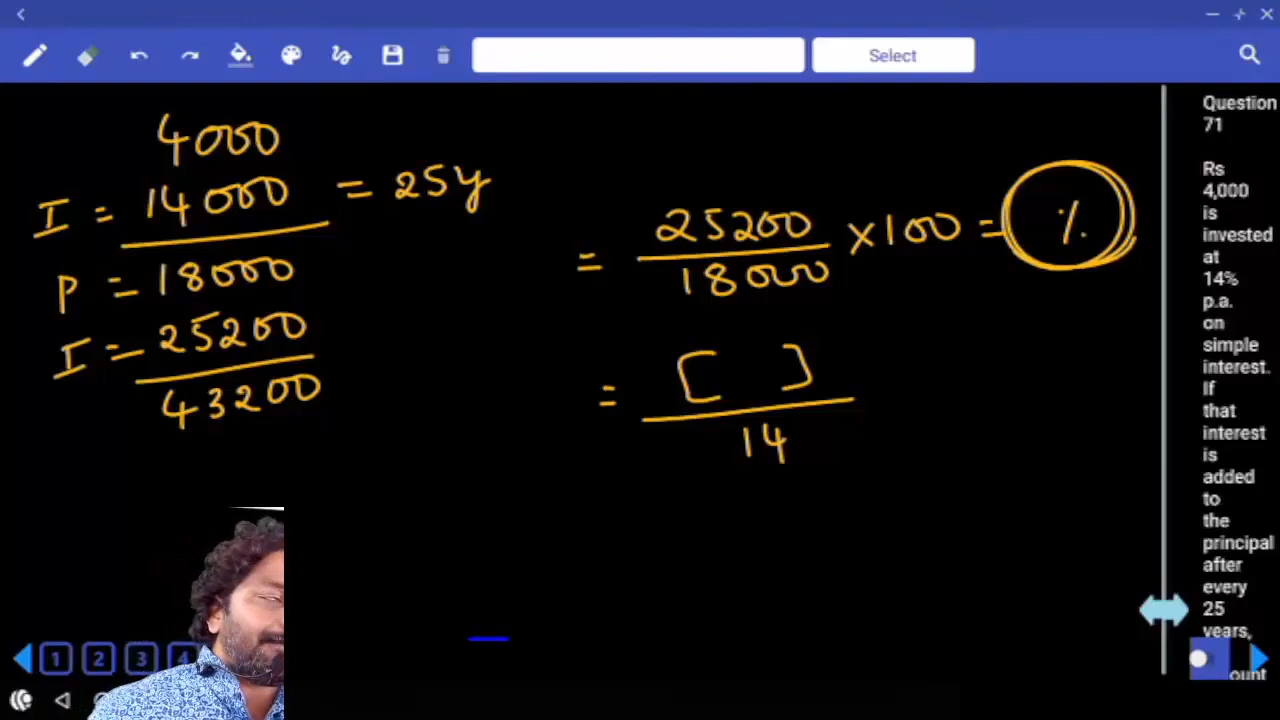 Select
4000
I = 14000 = 25y
P = 18000
I = 25200
43200
= 25200 / 18000 × 100 = %
= [ ] / 14
Question
71
Rs
4,000
is
invested
at
14%
p.a.
on
simple
interest.
If
that
interest
is
added
to
the
principal
after
every
25
years,
1 2 3 4